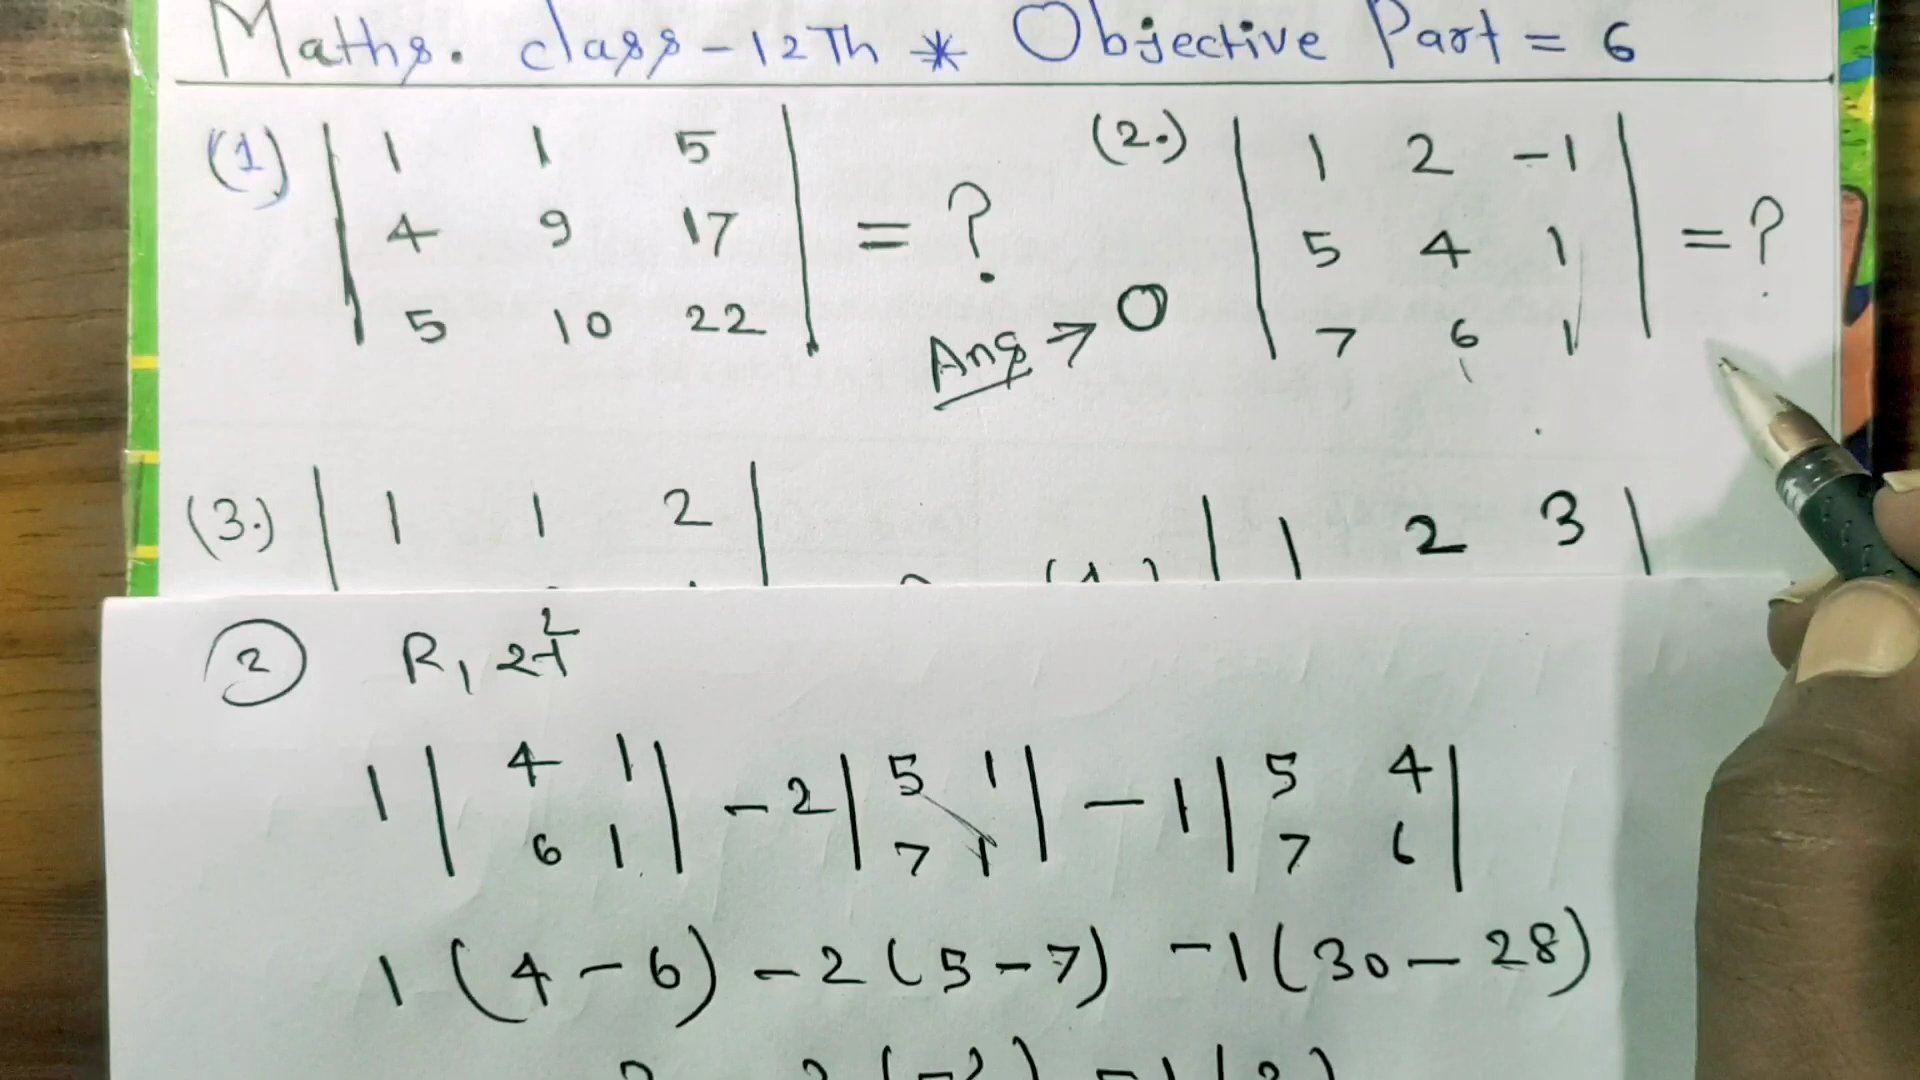 Maths. class-12Th * Objective Part = 6
(1) | 1 1 5 |
| 4 9 17 | = ?
| 5 10 22 |
Ans → 0
(2.) | 1 2 -1 |
| 5 4 1 | = ?
| 7 6 1 |
(3.) | 1 1 2 |
| 1 2 3 |
2 R1
1 | 4 1 | - 2 | 5 1 | - 1 | 5 4 |
| 6 1 | | 7 1 | | 7 6 |
1 ( 4 - 6 ) - 2 ( 5 - 7 ) - 1 ( 30 - 28 )